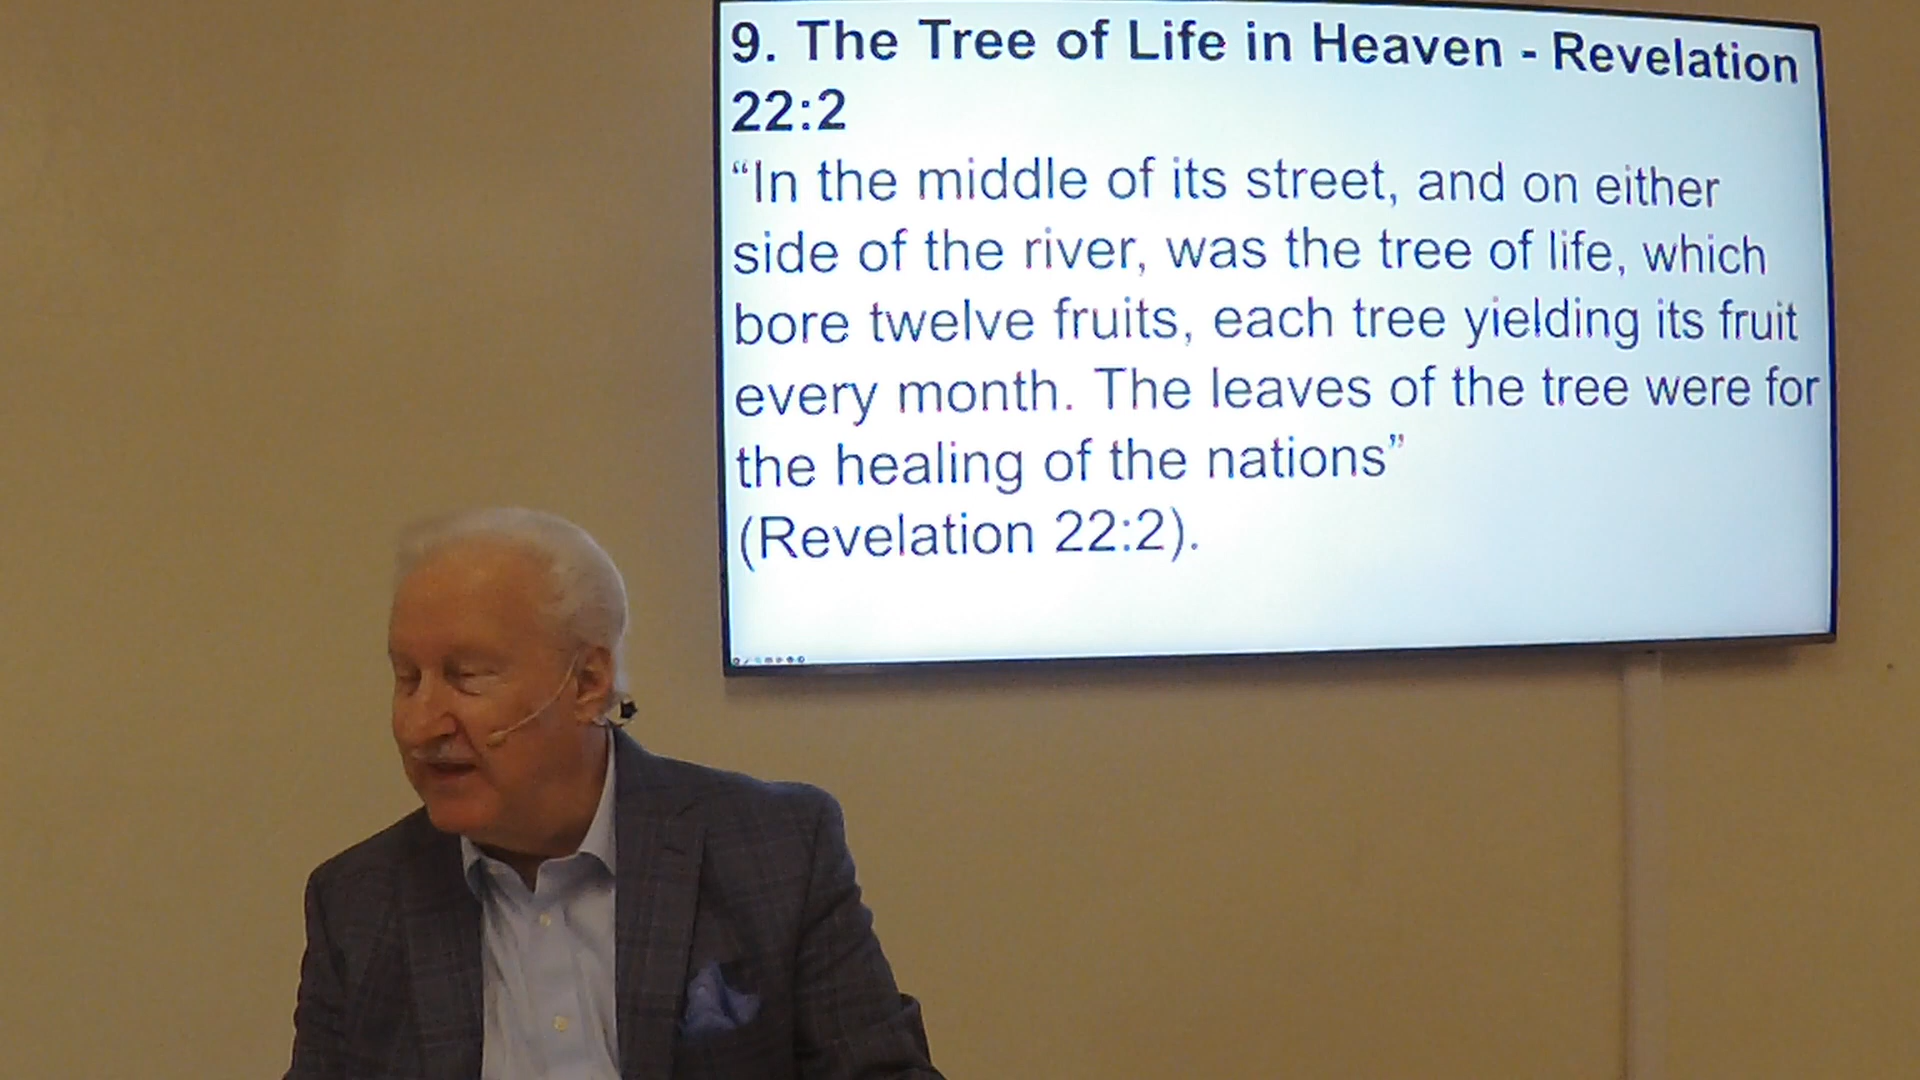 9. The Tree of Life in Heaven - Revelation
22:2
“In the middle of its street, and on either
side of the river, was the tree of life, which
bore twelve fruits, each tree yielding its fruit
every month. The leaves of the tree were for
the healing of the nations”
(Revelation 22:2).